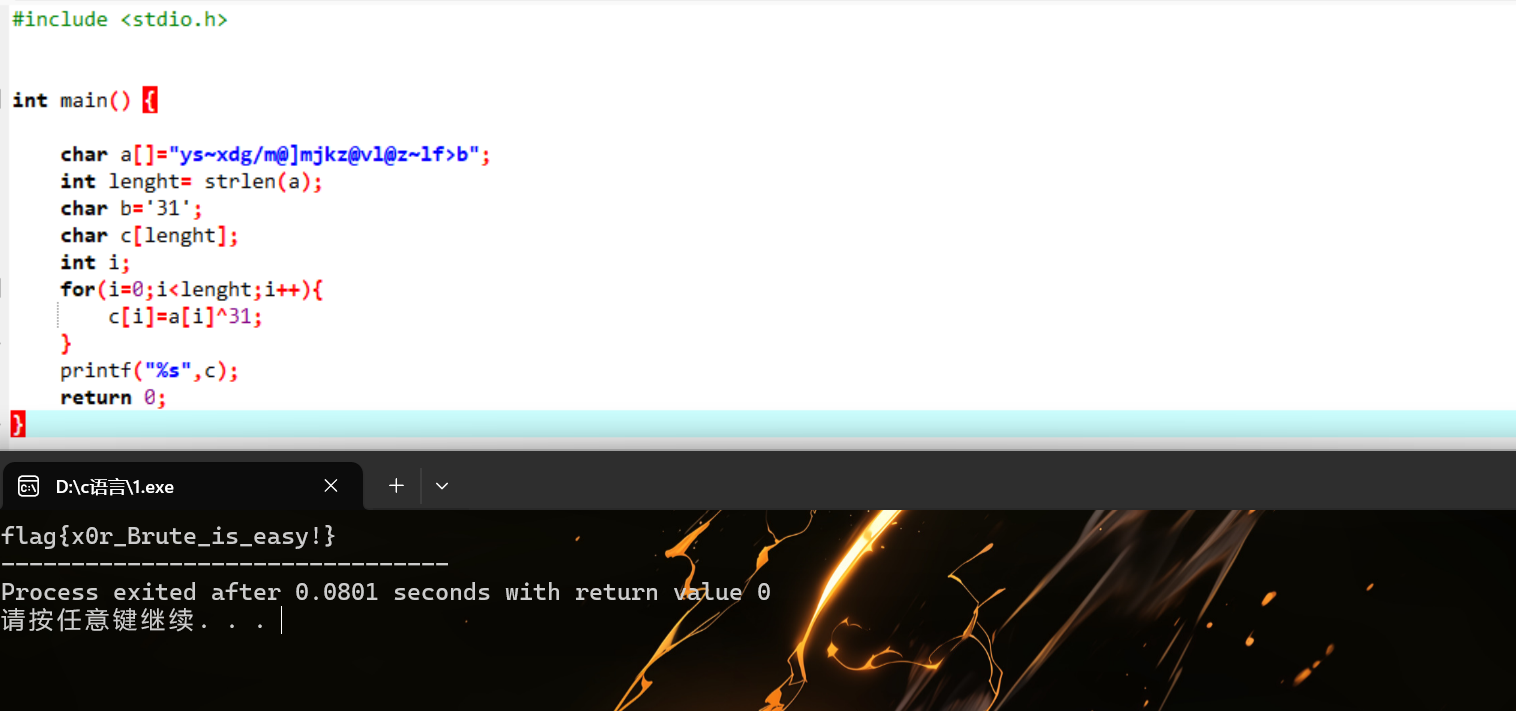 #include <stdio.h>
int main() {
char a[]="ys~xdg/m@]mjkz@vl@z~lf>b";
int lenght= strlen(a);
char b='31';
char c[lenght];
int i;
for(i=0;i<lenght;i++){
c[i]=a[i]^31;
}
printf("%s",c);
return 0;
}
D:\c语言\1.exe
flag{x0r_Brute_is_easy!}
--------------------------------
Process exited after 0.0801 seconds with return value 0
请按任意键继续. . .